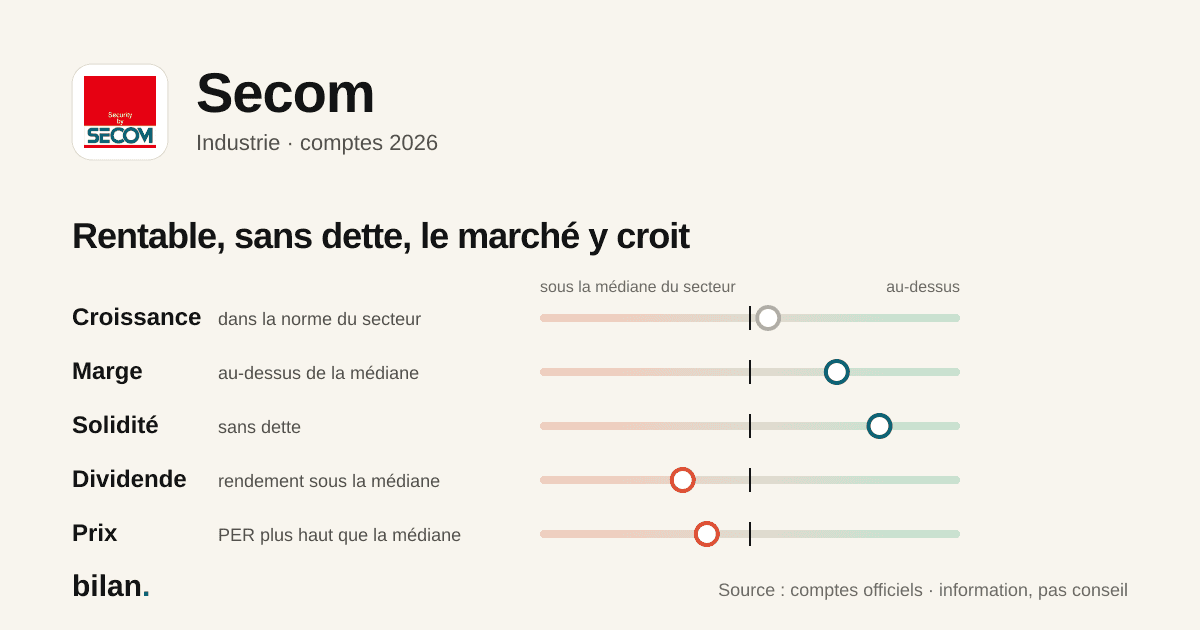 Security
by
SECOM
Secom
Industrie · comptes 2026
Rentable, sans dette, le marché y croit
sous la médiane du secteur au-dessus
Croissance dans la norme du secteur
Marge au-dessus de la médiane
Solidité sans dette
Dividende rendement sous la médiane
Prix PER plus haut que la médiane
bilan.
Source : comptes officiels · information, pas conseil